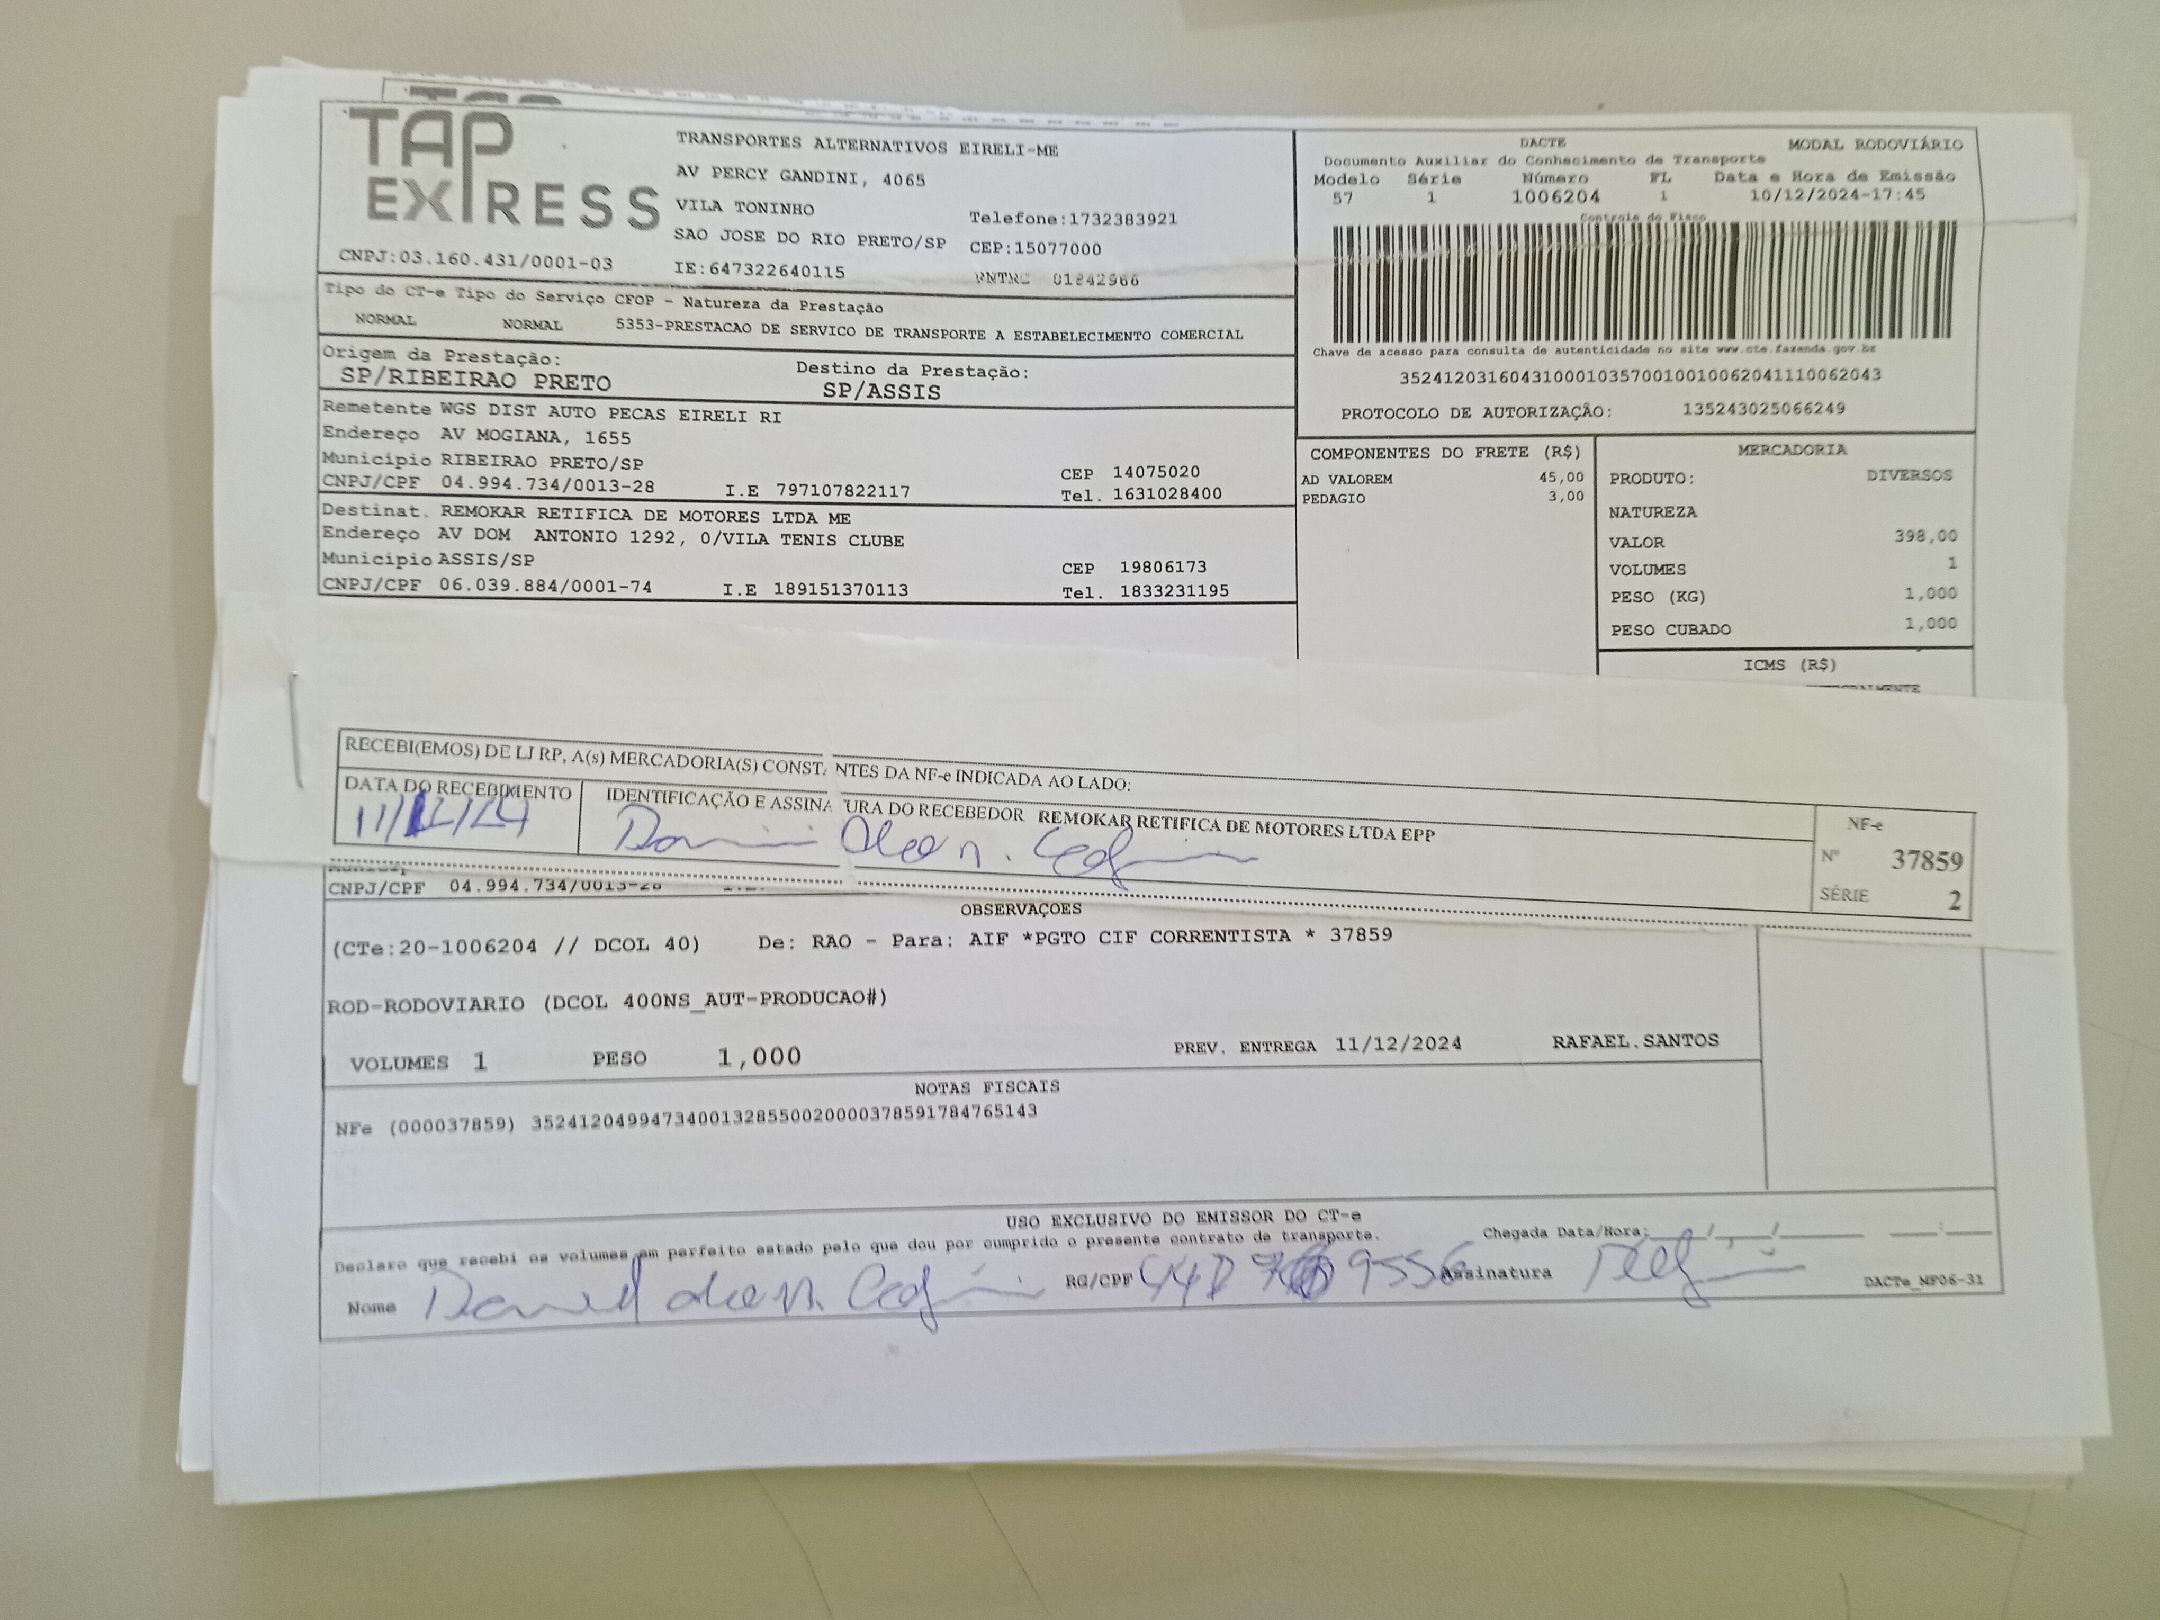 TAP
EXPRESS
CNPJ:03.160.431/0001-03
TRANSPORTES ALTERNATIVOS EIRELI-ME
AV PERCY GANDINI, 4065
VILA TONINHO
Telefone:1732383921
SAO JOSE DO RIO PRETO/SP CEP:15077000
IE:647322640115 RNTRC 01242966
DACTE MODAL RODOVIÁRIO
Documento Auxiliar do Conhecimento de Transporte
Modelo Série Número FL Data e Hora de Emissão
57 1 1006204 1 10/12/2024-17:45
Controle do Fisco
Chave de acesso para consulta de autenticidade no site www.cte.fazenda.gov.br
35241203160431000103570010010062041110062043
PROTOCOLO DE AUTORIZAÇÃO: 135243025066249
Tipo do CT-e Tipo do Serviço CFOP - Natureza da Prestação
NORMAL NORMAL 5353-PRESTACAO DE SERVICO DE TRANSPORTE A ESTABELECIMENTO COMERCIAL
Origem da Prestação: Destino da Prestação:
SP/RIBEIRAO PRETO SP/ASSIS
Remetente WGS DIST AUTO PECAS EIRELI RI
Endereço AV MOGIANA, 1655
Município RIBEIRAO PRETO/SP CEP 14075020
CNPJ/CPF 04.994.734/0013-28 I.E 797107822117 Tel. 1631028400
Destinat. REMOKAR RETIFICA DE MOTORES LTDA ME
Endereço AV DOM ANTONIO 1292, 0/VILA TENIS CLUBE
Município ASSIS/SP CEP 19806173
CNPJ/CPF 06.039.884/0001-74 I.E 189151370113 Tel. 1833231195
COMPONENTES DO FRETE (R$)
AD VALOREM 45,00
PEDAGIO 3,00
MERCADORIA
PRODUTO: DIVERSOS
NATUREZA
VALOR 398,00
VOLUMES 1
PESO (KG) 1,000
PESO CUBADO 1,000
ICMS (R$)
RECEBI(EMOS) DE LJ RP, A(s) MERCADORIA(S) CONSTANTES DA NF-e INDICADA AO LADO:
DATA DO RECEBIMENTO IDENTIFICAÇÃO E ASSINATURA DO RECEBEDOR REMOKAR RETIFICA DE MOTORES LTDA EPP
11/12/24
NF-e
Nº 37859
SÉRIE 2
CNPJ/CPF 04.994.734/0013-28
OBSERVAÇOES
(CTe:20-1006204 // DCOL 40) De: RAO - Para: AIF *PGTO CIF CORRENTISTA * 37859
ROD-RODOVIARIO (DCOL 400NS_AUT-PRODUCAO#)
VOLUMES 1 PESO 1,000 PREV. ENTREGA 11/12/2024 RAFAEL.SANTOS
NOTAS FISCAIS
NFe (000037859) 35241204994734001328550020000378591784765143
USO EXCLUSIVO DO EMISSOR DO CT-e
Declaro que recebi os volumes em perfeito estado pelo que dou por cumprido o presente contrato de transporte. Chegada Data/Hora:
Nome RG/CPF Assinatura DACTe_NF06-31